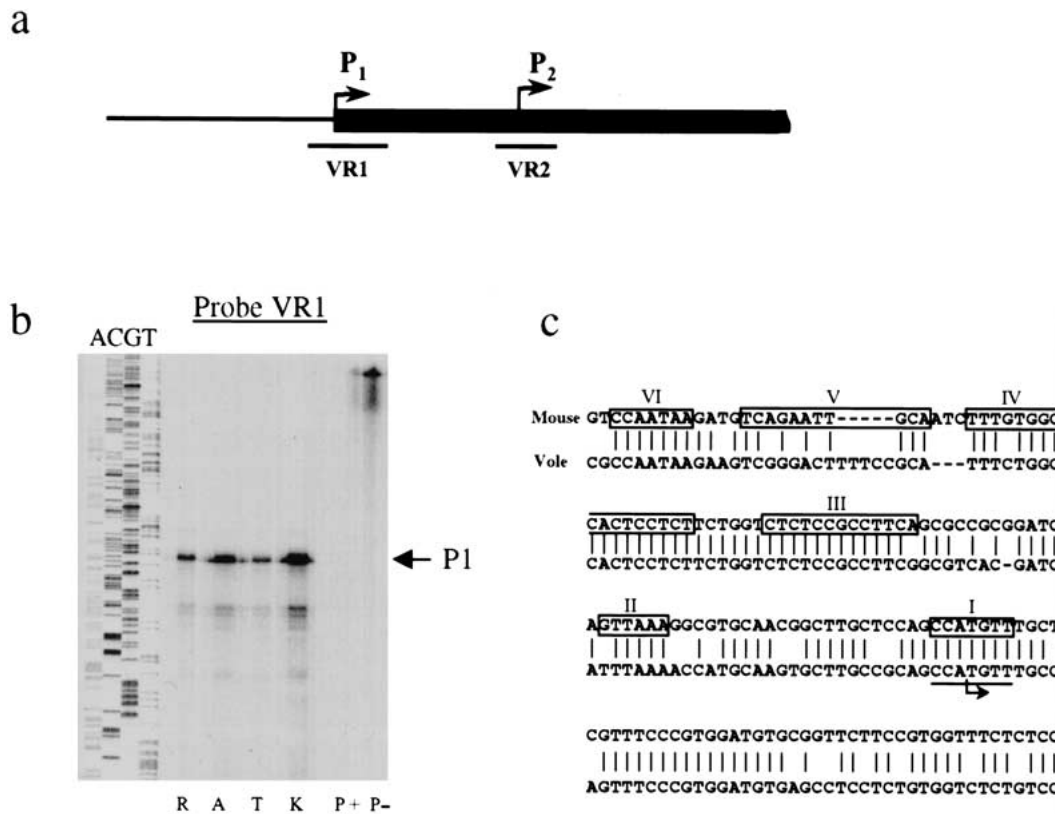 a
P1 P2
VR1 VR2
b
Probe VR1
ACGT
P1
R A T K P+ P-
c
VI V IV
Mouse GTCCAATAAGATGTCAGAATT-----GCAATCTTTGTGGC
Vole CGCCAATAAGAAGTCGGGACTTTTCCGCA---TTTCTGGC
III
CACTCCTCTTCTGGTCTCTCCGCCTTCAGCGCCGCGGATC
CACTCCTCTTCTGGTCTCTCCGCCTTCGGCGTCAC-GATC
II I
AGTTAAAGGCGTGCAACGGCTTGCTCCAGCCATGTTTGCT
ATTTAAAACCATGCAAGTGCTTGCCGCAGCCATGTTTGCC
CGTTTCCCGTGGATGTGCGGTTCTTCCGTGGTTTCTCTCC
AGTTTCCCGTGGATGTGAGCCTCCTCTGTGGTCTCTGTCC